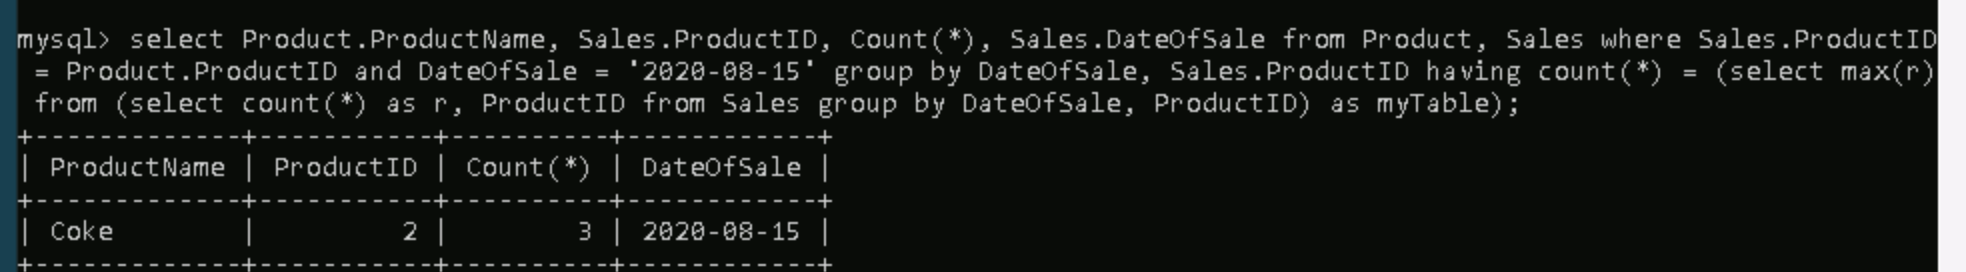 mysql> select Product.ProductName, Sales.ProductID, Count(*), Sales.DateOfSale from Product, Sales where Sales.ProductID
 = Product.ProductID and DateOfSale = '2020-08-15' group by DateOfSale, Sales.ProductID having count(*) = (select max(r)
 from (select count(*) as r, ProductID from Sales group by DateOfSale, ProductID) as myTable);
+-------------+-----------+----------+------------+
| ProductName | ProductID | Count(*) | DateOfSale |
+-------------+-----------+----------+------------+
| Coke        |         2 |        3 | 2020-08-15 |
+-------------+-----------+----------+------------+